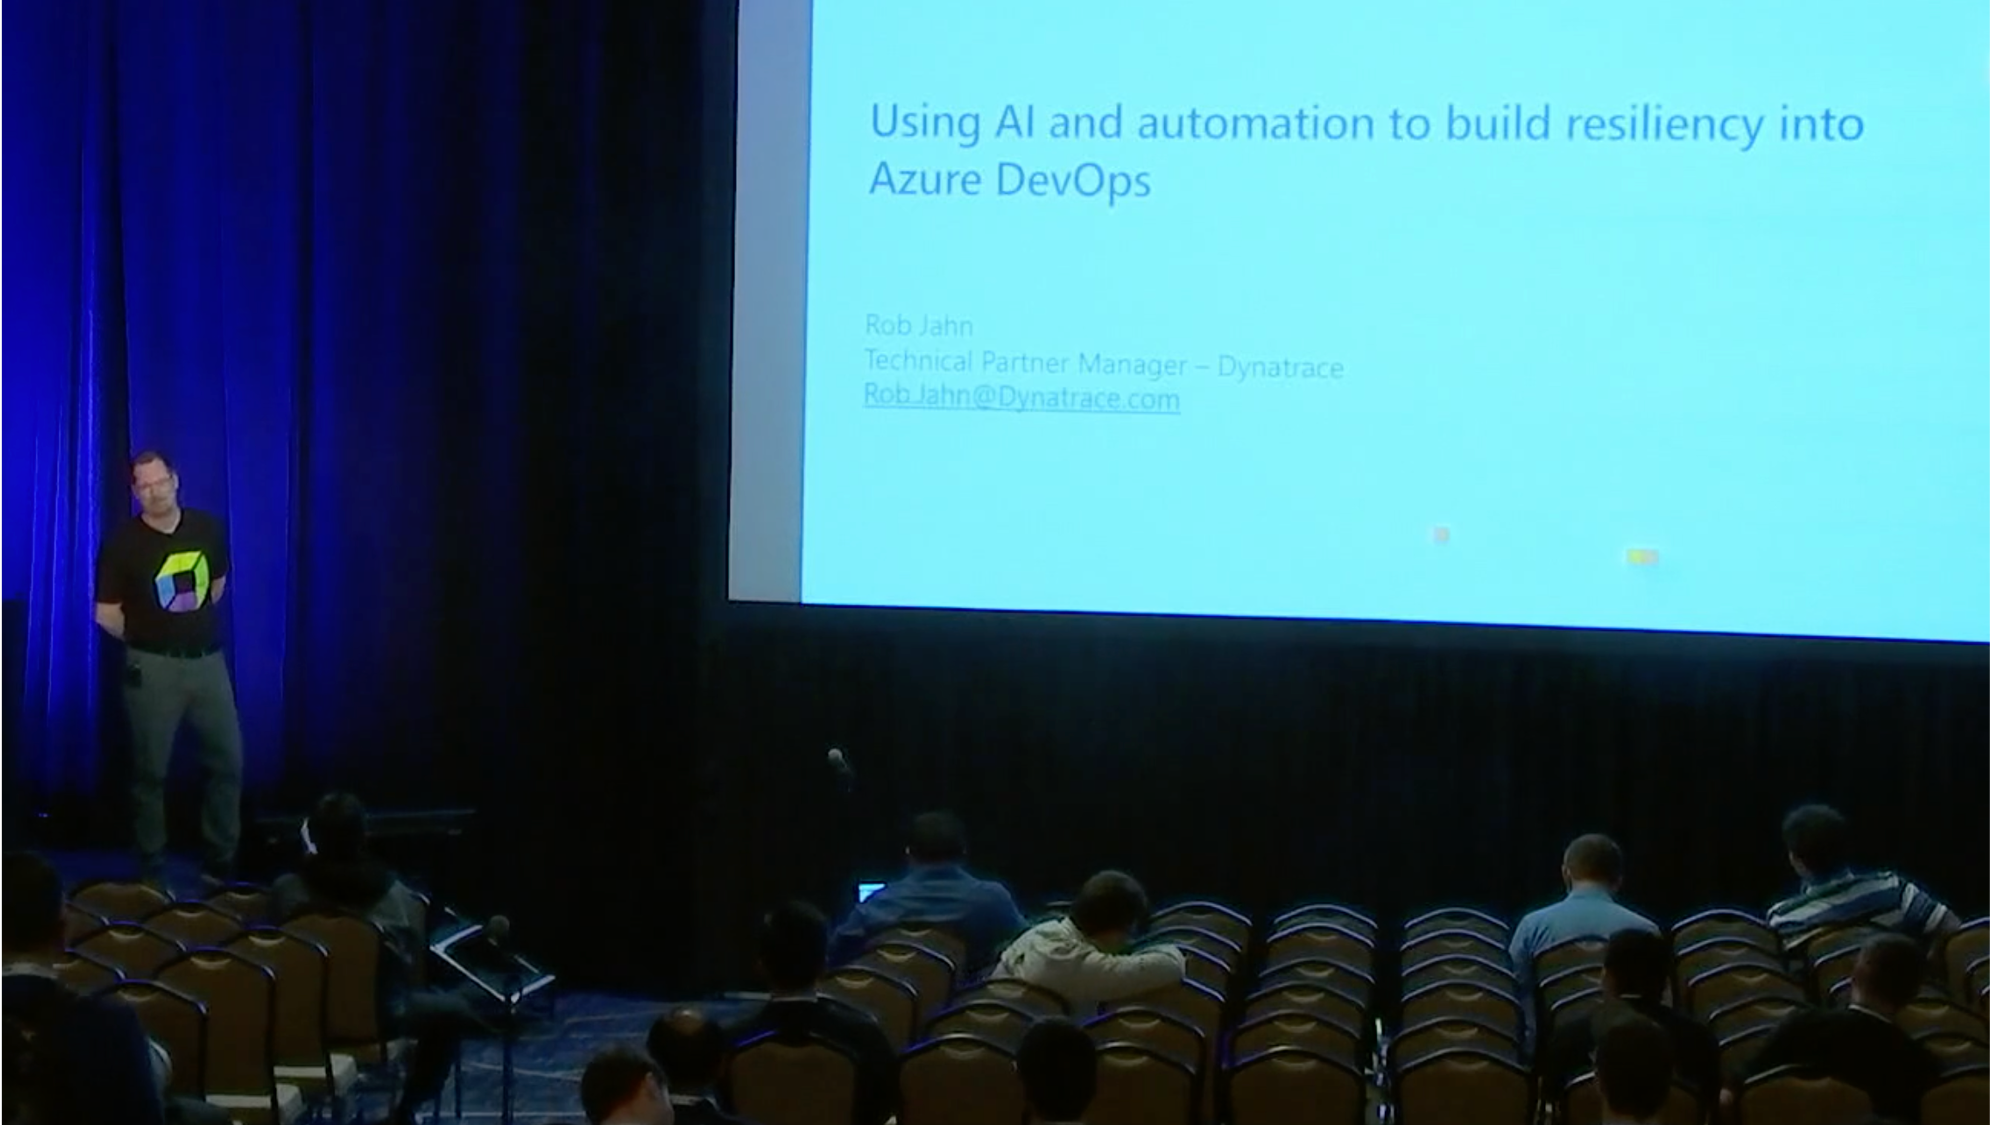 Using AI and automation to build resiliency into
Azure DevOps
Rob Jahn
Technical Partner Manager – Dynatrace
Rob.Jahn@Dynatrace.com